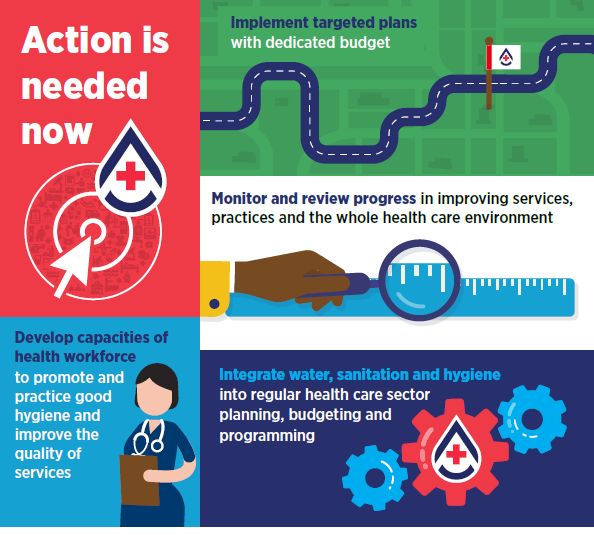 Action is
needed
now
Implement targeted plans
with dedicated budget
Monitor and review progress in improving services,
practices and the whole health care environment
Develop capacities of
health workforce
to promote and
practice good
hygiene and
improve the
quality of
services
Integrate water, sanitation and hygiene
into regular health care sector
planning, budgeting and
programming